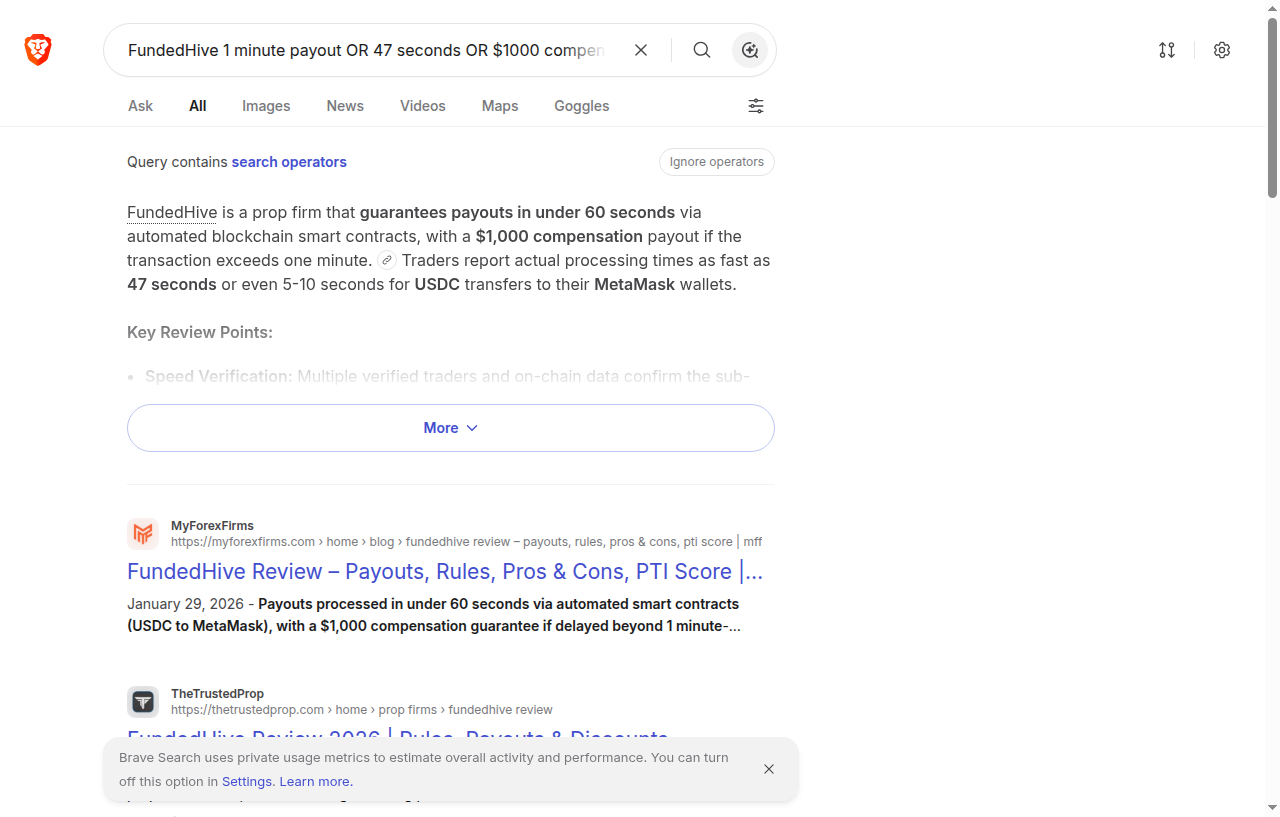 FundedHive 1 minute payout OR 47 seconds OR $1000 compen
Ask All Images News Videos Maps Goggles
Query contains search operators
Ignore operators
FundedHive is a prop firm that guarantees payouts in under 60 seconds via
automated blockchain smart contracts, with a $1,000 compensation payout if the
transaction exceeds one minute. Traders report actual processing times as fast as
47 seconds or even 5-10 seconds for USDC transfers to their MetaMask wallets.
Key Review Points:
• Speed Verification: Multiple verified traders and on-chain data confirm the sub-
More
MyForexFirms
https://myforexfirms.com › home › blog › fundedhive review – payouts, rules, pros & cons, pti score | mff
FundedHive Review – Payouts, Rules, Pros & Cons, PTI Score |...
January 29, 2026 - Payouts processed in under 60 seconds via automated smart contracts
(USDC to MetaMask), with a $1,000 compensation guarantee if delayed beyond 1 minute-...
TheTrustedProp
https://thetrustedprop.com › home › prop firms › fundedhive review
FundedHive Review 2026 | Rules, Payouts & Discounts
Brave Search uses private usage metrics to estimate overall activity and performance. You can turn
off this option in Settings. Learn more.